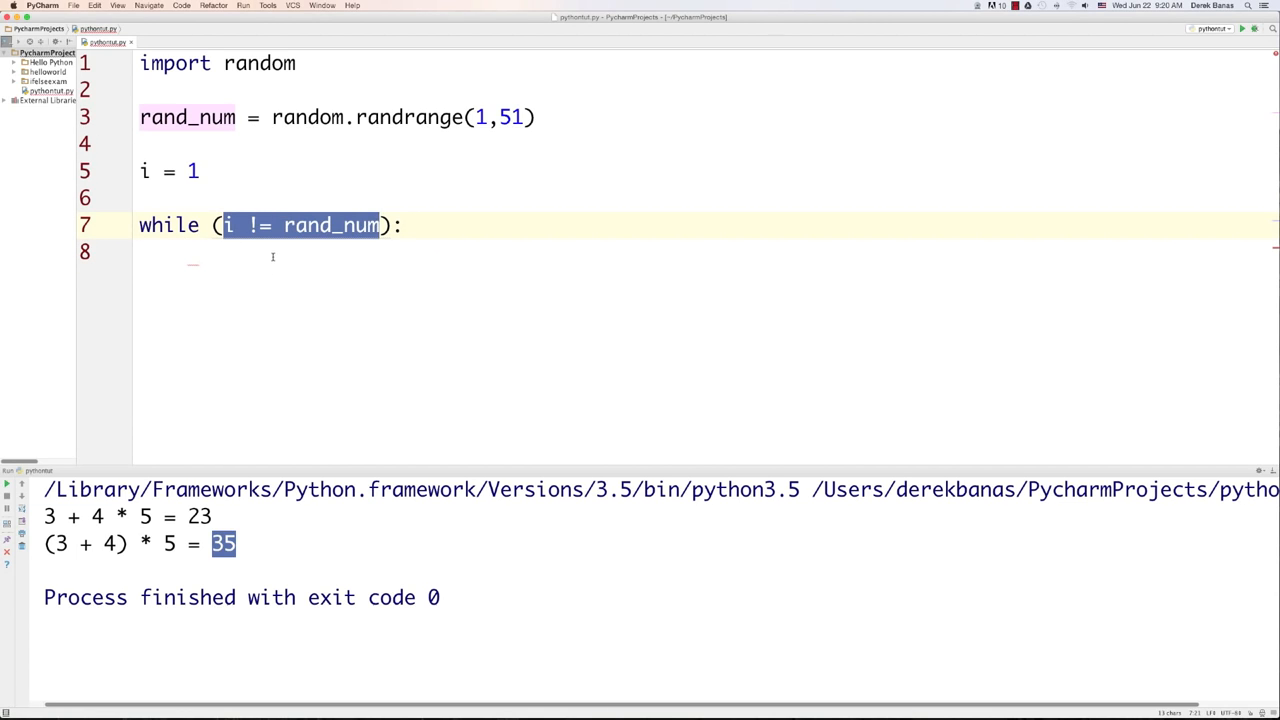 PyCharm File Edit View Navigate Code Refactor Run Tools VCS Window Help 10 Wed Jun 22 9:20 AM Derek Banas
pythontut.py - PycharmProjects - [~/PycharmProjects]
PycharmProjects pythontut.py pythontut
pythontut.py
PycharmProject
Hello Python
helloworld
ifelseexam
pythontut.py
External Librarie
1 import random
2
3 rand_num = random.randrange(1,51)
4
5 i = 1
6
7 while (i != rand_num):
8
Run pythontut
/Library/Frameworks/Python.framework/Versions/3.5/bin/python3.5 /Users/derekbanas/PycharmProjects/pytho
3 + 4 * 5 = 23
(3 + 4) * 5 = 35
Process finished with exit code 0
13 chars 7:21 LF UTF-8